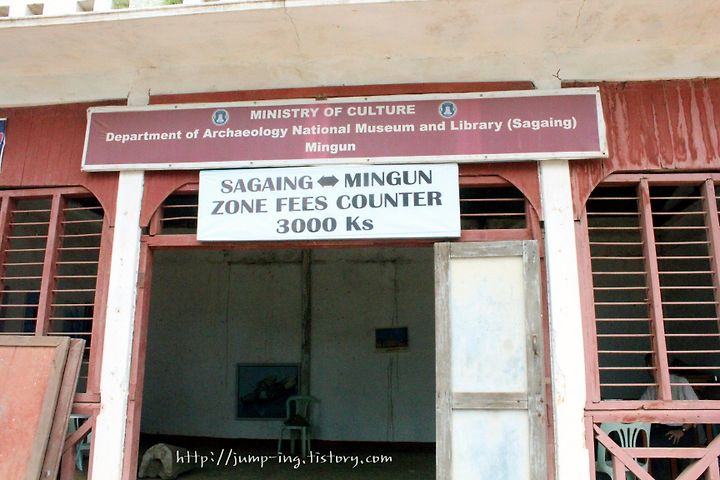 MINISTRY OF CULTURE
Department of Archaeology National Museum and Library (Sagaing)
Mingun
SAGAING ⬌ MINGUN
ZONE FEES COUNTER
3000 Ks
http://jump-ing.tistory.com